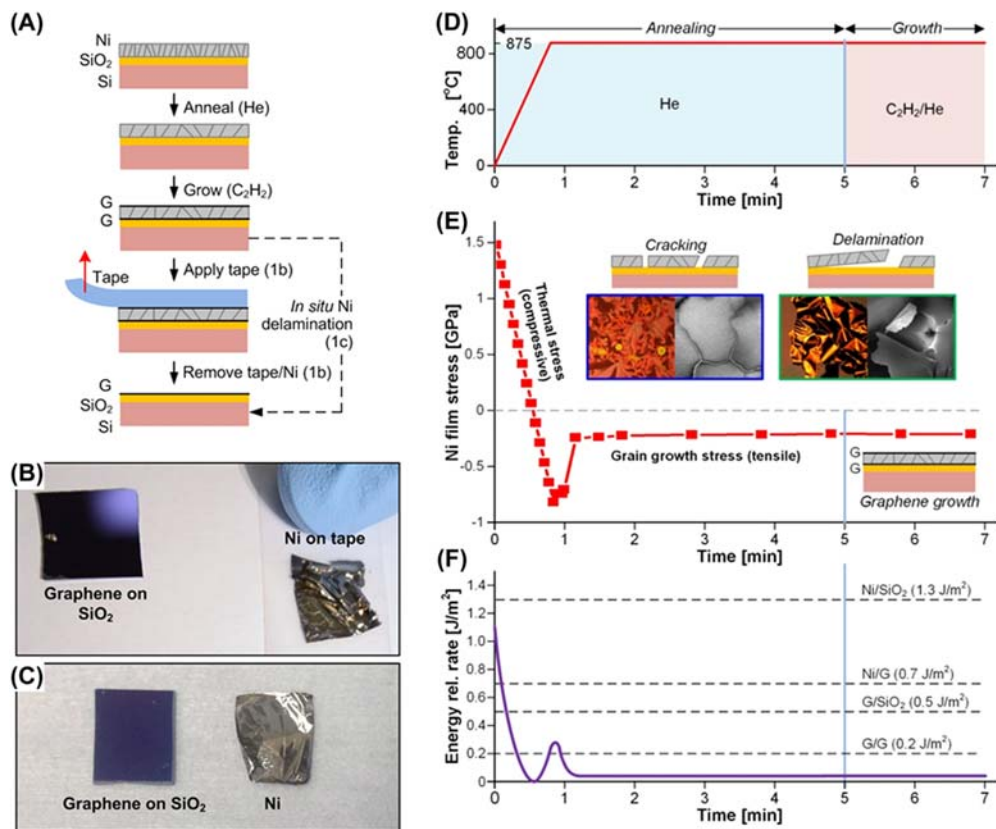 (A)
Ni
SiO2
Si
Anneal (He)
Grow (C2H2)
G
G
Apply tape (1b)
Tape
In situ Ni
delamination
(1c)
Remove tape/Ni (1b)
G
SiO2
Si
(B)
Graphene on
SiO2
Ni on tape
(C)
Graphene on SiO2
Ni
(D)
Annealing
Growth
875
800
400
0
Temp. [°C]
He
C2H2/He
0 1 2 3 4 5 6 7
Time [min]
(E)
1.5
1.0
0.5
0
-0.5
-1
Ni film stress [GPa]
Thermal stress
(compressive)
Cracking
Delamination
Grain growth stress (tensile)
G
G
Graphene growth
0 1 2 3 4 5 6 7
Time [min]
(F)
1.4
1.2
1.0
0.8
0.6
0.4
0.2
0
Energy rel. rate [J/m2]
Ni/SiO2 (1.3 J/m2)
Ni/G (0.7 J/m2)
G/SiO2 (0.5 J/m2)
G/G (0.2 J/m2)
0 1 2 3 4 5 6 7
Time [min]